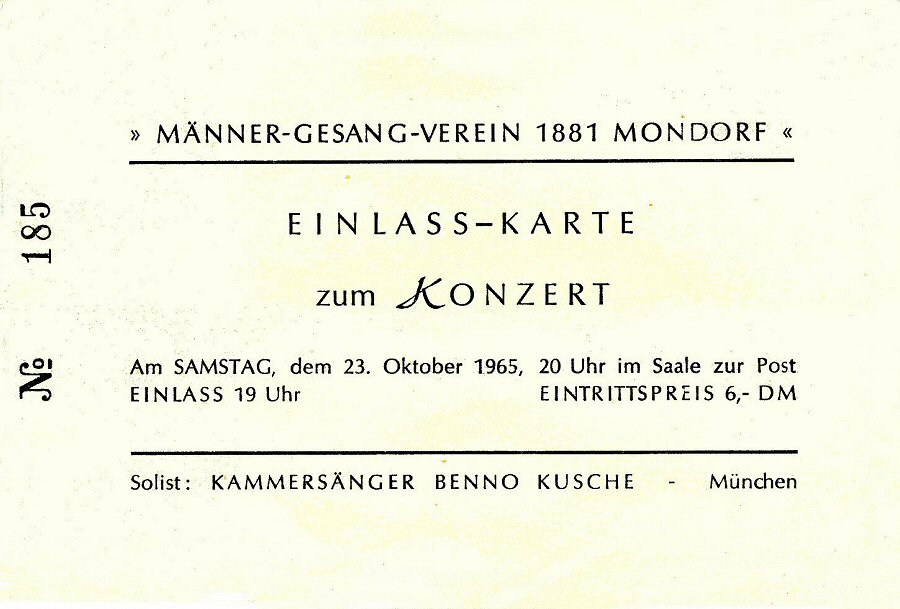 » MÄNNER-GESANG-VEREIN 1881 MONDORF «
EINLASS-KARTE
zum KONZERT
Am SAMSTAG, dem 23. Oktober 1965, 20 Uhr im Saale zur Post
EINLASS 19 Uhr EINTRITTSPREIS 6,- DM
Solist: KAMMERSÄNGER BENNO KUSCHE - München
№ 185